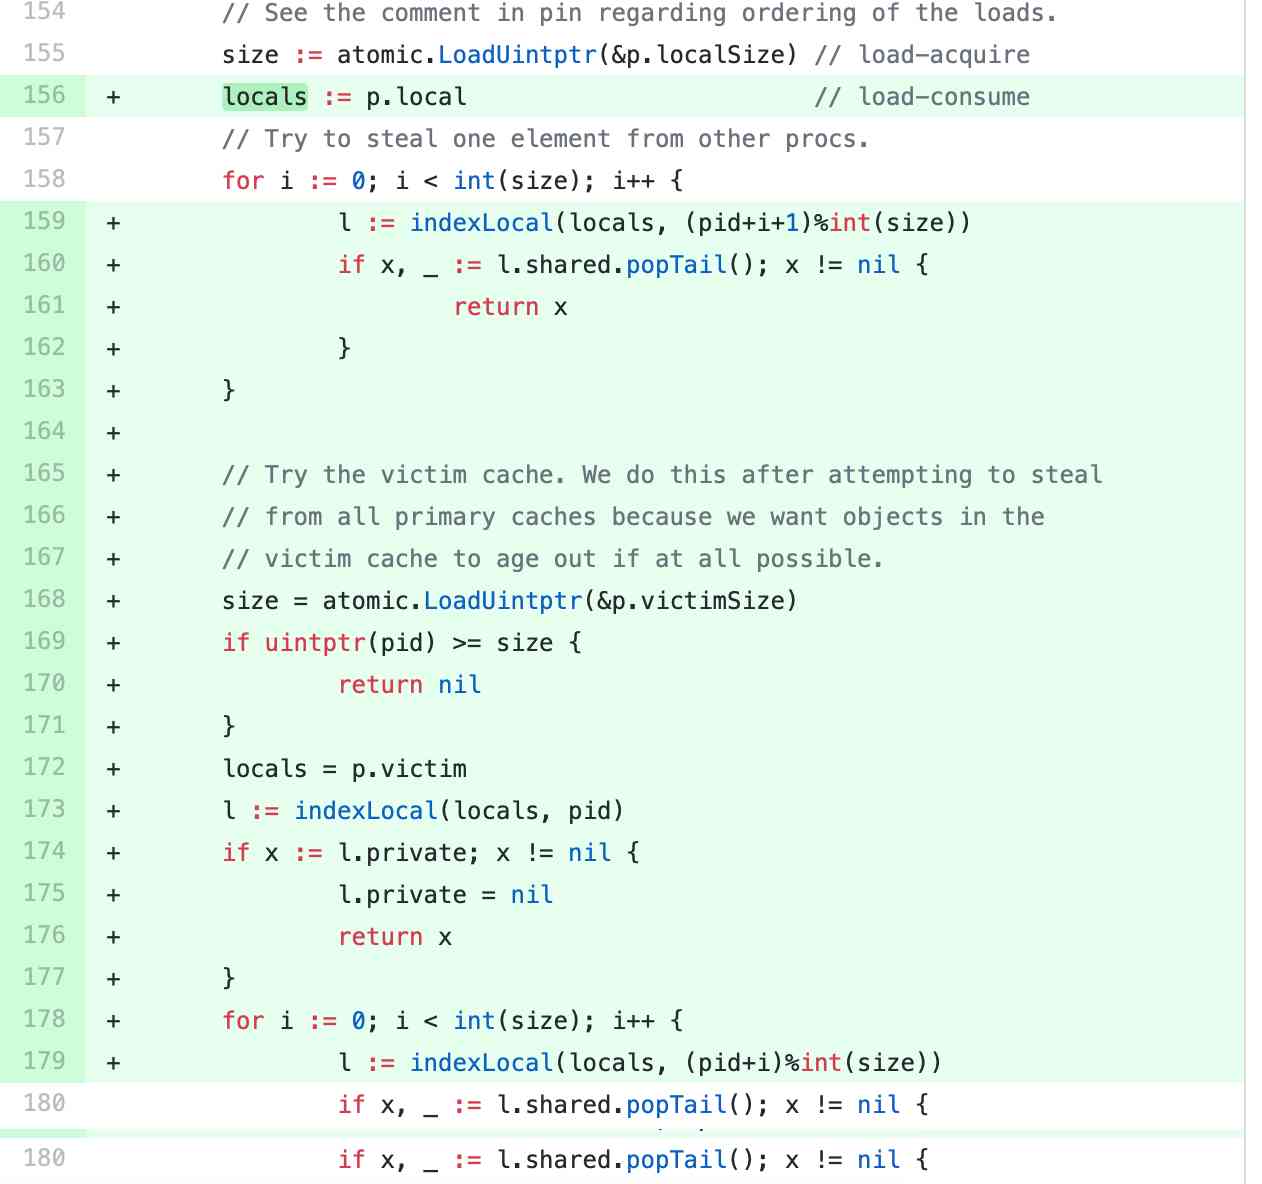 154 // See the comment in pin regarding ordering of the loads.
155 size := atomic.LoadUintptr(&p.localSize) // load-acquire
156 + locals := p.local // load-consume
157 // Try to steal one element from other procs.
158 for i := 0; i < int(size); i++ {
159 + l := indexLocal(locals, (pid+i+1)%int(size))
160 + if x, _ := l.shared.popTail(); x != nil {
161 + return x
162 + }
163 + }
164 +
165 + // Try the victim cache. We do this after attempting to steal
166 + // from all primary caches because we want objects in the
167 + // victim cache to age out if at all possible.
168 + size = atomic.LoadUintptr(&p.victimSize)
169 + if uintptr(pid) >= size {
170 + return nil
171 + }
172 + locals = p.victim
173 + l := indexLocal(locals, pid)
174 + if x := l.private; x != nil {
175 + l.private = nil
176 + return x
177 + }
178 + for i := 0; i < int(size); i++ {
179 + l := indexLocal(locals, (pid+i)%int(size))
180 if x, _ := l.shared.popTail(); x != nil {
180 if x, _ := l.shared.popTail(); x != nil {